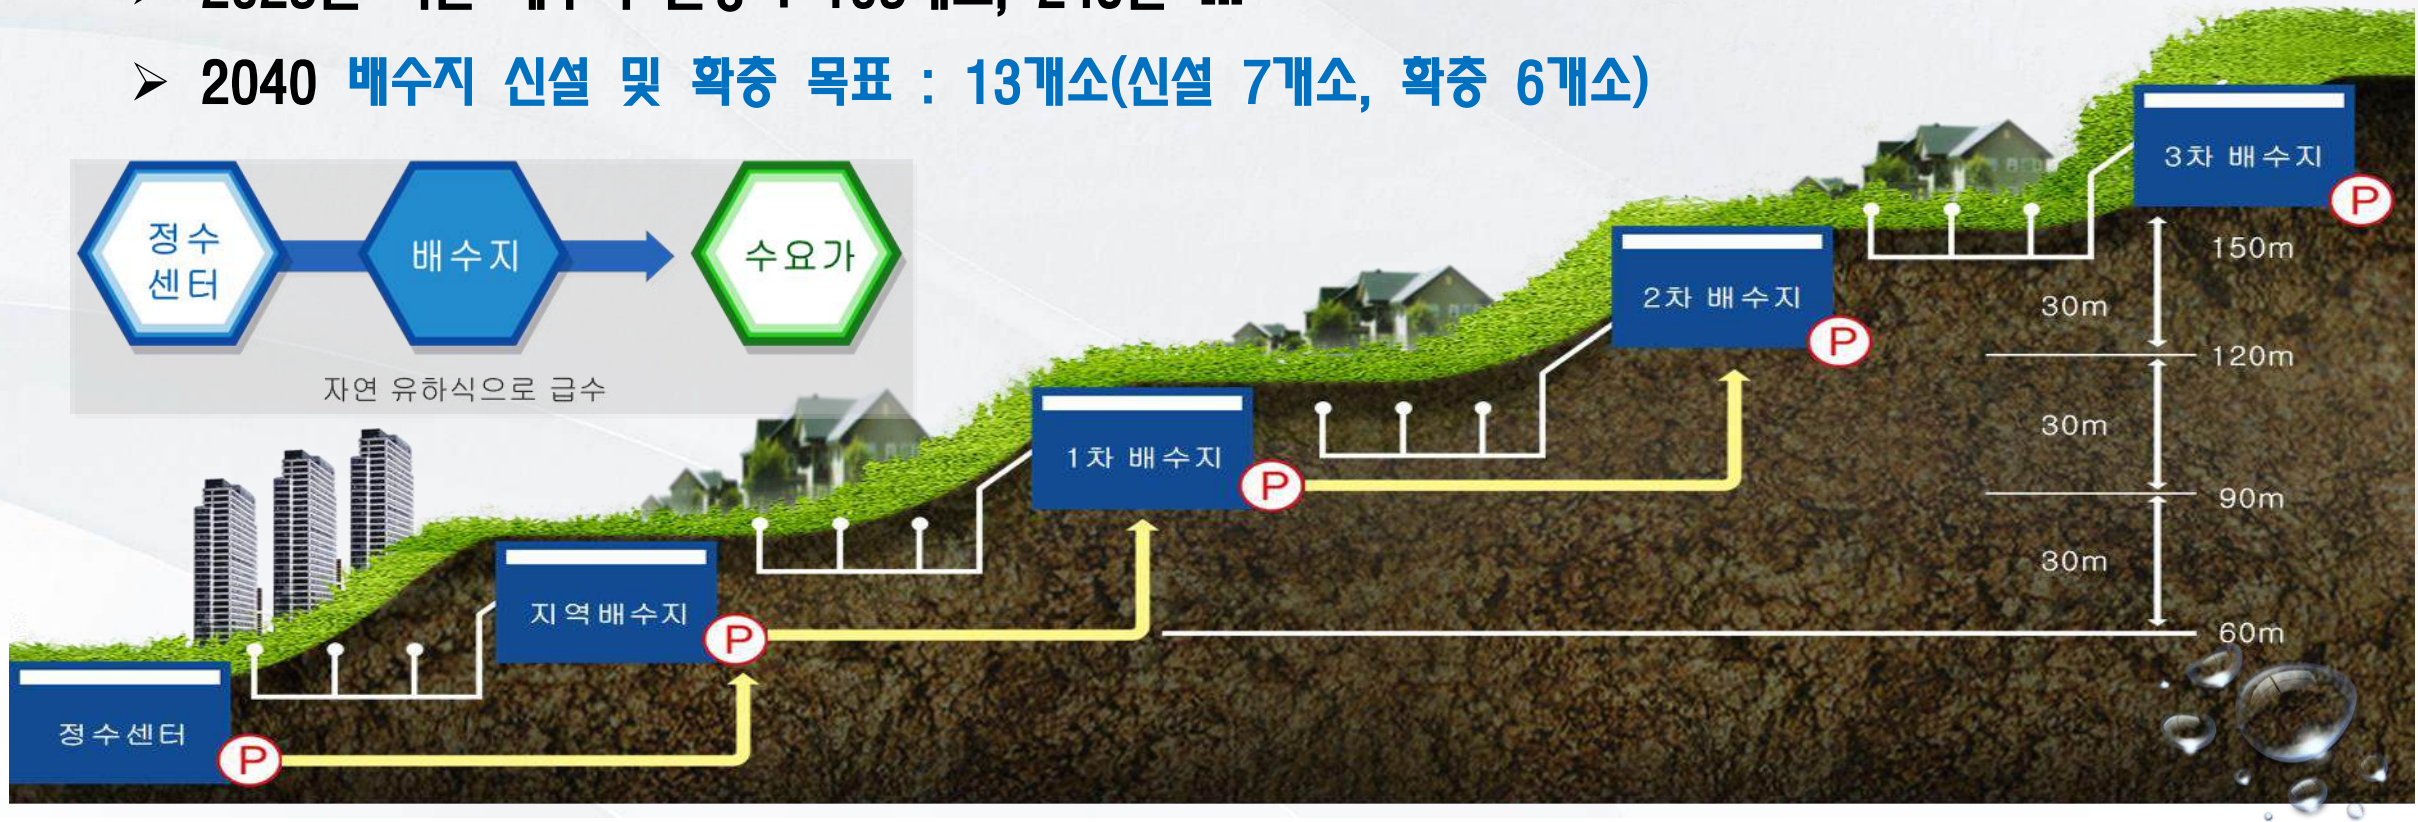 ➢ 2040 배수지 신설 및 확충 목표 : 13개소(신설 7개소, 확충 6개소)
정수
센터
배수지
수요가
자연 유하식으로 급수
3차 배수지
P
150m
2차 배수지
30m
P
120m
30m
1차 배수지
P
90m
30m
지역배수지
P
60m
정수센터
P